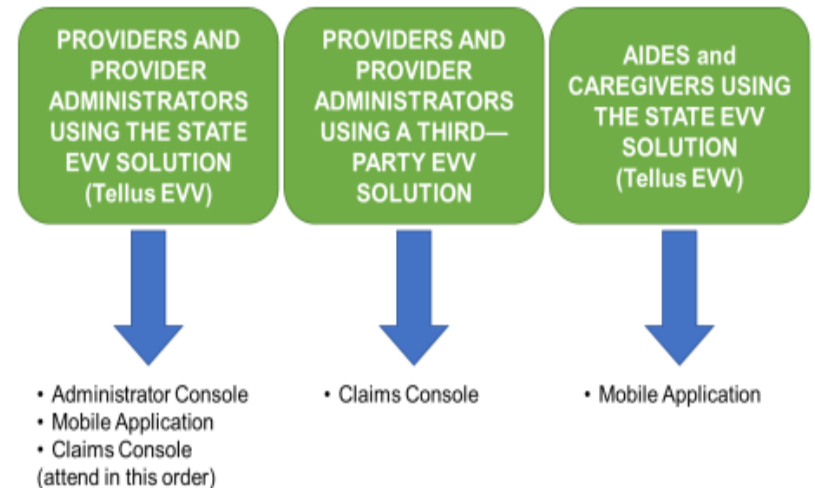 PROVIDERS AND
PROVIDER
ADMINISTRATORS
USING THE STATE
EVV SOLUTION
(Tellus EVV)
PROVIDERS AND
PROVIDER
ADMINISTRATORS
USING A THIRD—
PARTY EVV
SOLUTION
AIDES and
CAREGIVERS USING
THE STATE EVV
SOLUTION
(Tellus EVV)
• Administrator Console
• Mobile Application
• Claims Console
(attend in this order)
• Claims Console
• Mobile Application